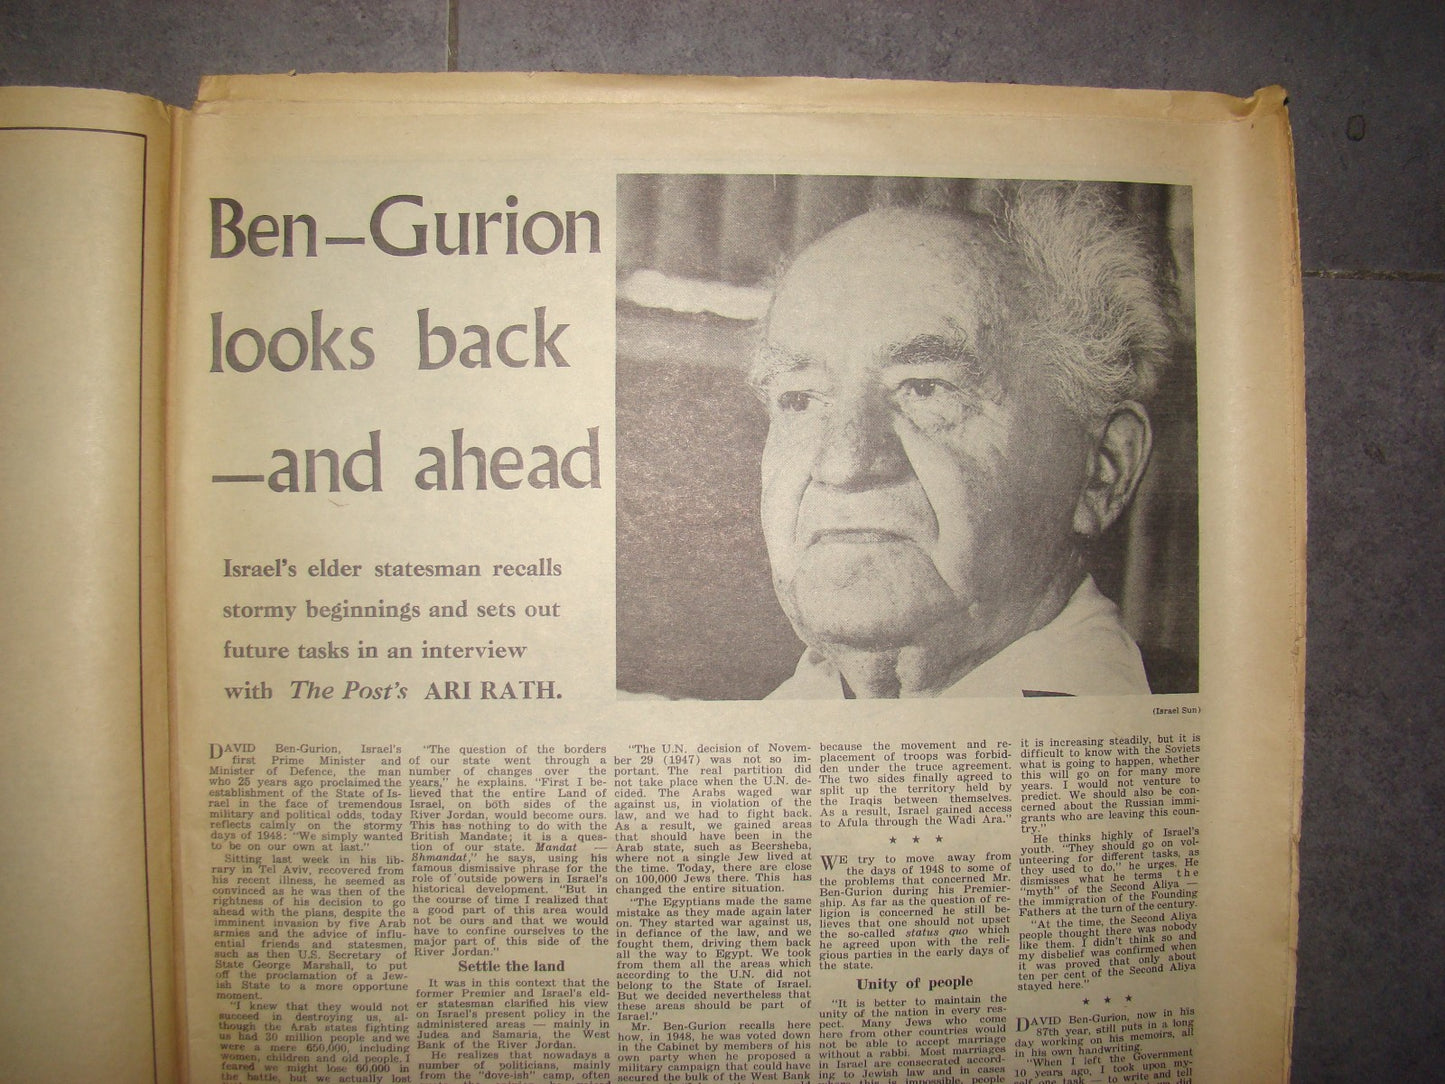 Ben-Gurion
looks back
—and ahead
Israel's elder statesman recalls
stormy beginnings and sets out
future tasks in an interview
with The Post's ARI RATH.
(Israel Sun)
DAVID Ben-Gurion, Israel's
first Prime Minister and
Minister of Defence, the man
who 25 years ago proclaimed the
establishment of the State of Is-
rael in the face of tremendous
military and political odds, today
reflects calmly on the stormy
days of 1948: "We simply wanted
to be on our own at last."
Sitting last week in his lib-
rary in Tel Aviv, recovered from
his recent illness, he seemed as
convinced as he was then of the
rightness of his decision to go
ahead with the plans, despite the
imminent invasion by five Arab
armies and the advice of influ-
ential friends and statesmen,
such as then U.S. Secretary of
State George Marshall, to put
off the proclamation of a Jew-
ish State to a more opportune
moment.
"I knew that they would not
succeed in destroying us, al-
though the Arab states fighting
us had 30 million people and we
were a mere 650,000, including
women, children and old people. I
feared we might lose 60,000 in
the battle, but we actually lost
"The question of the borders
of our state went through a
number of changes over the
years," he explains. "First I be-
lieved that the entire Land of
Israel, on both sides of the
River Jordan, would become ours.
This has nothing to do with the
British Mandate; it is a ques-
tion of our state. Mandat —
Shmandat," he says, using his
famous dismissive phrase for the
role of outside powers in Israel's
historical development. "But in
the course of time I realized that
a good part of this area would
not be ours and that we would
have to confine ourselves to the
major part of this side of the
River Jordan."
Settle the land
It was in this context that the
former Premier and Israel's eld-
er statesman clarified his view
on Israel's present policy in the
administered areas — mainly in
Judea and Samaria, the West
Bank of the River Jordan.
He realizes that nowadays a
number of politicians, mainly
from the "dove-ish" camp, often
"The U.N. decision of Novem-
ber 29 (1947) was not so im-
portant. The real partition did
not take place when the U.N. de-
cided. The Arabs waged war
against us, in violation of the
law, and we had to fight back.
As a result, we gained areas
that should have been in the
Arab state, such as Beersheba,
where not a single Jew lived at
the time. Today, there are close
on 100,000 Jews there. This has
changed the entire situation.
"The Egyptians made the same
mistake as they made again later
on. They started war against us,
in defiance of the law, and we
fought them, driving them back
all the way to Egypt. We took
from them all the areas which
according to the U.N. did not
belong to the State of Israel.
But we decided nevertheless that
these areas should be part of
Israel."
Mr. Ben-Gurion recalls here
how, in 1948, he was voted down
in the Cabinet by members of his
own party when he proposed a
military campaign that could have
secured the bulk of the West Bank
because the movement and re-
placement of troops was forbid-
den under the truce agreement.
The two sides finally agreed to
split up the territory held by
the Iraqis between themselves.
As a result, Israel gained access
to Afula through the Wadi Ara."
★ ★ ★
WE try to move away from
the days of 1948 to some of
the problems that concerned Mr.
Ben-Gurion during his Premier-
ship. As far as the question of re-
ligion is concerned he still be-
lieves that one should not upset
the so-called status quo which
he agreed upon with the reli-
gious parties in the early days of
the state.
Unity of people
"It is better to maintain the
unity of the nation in every res-
pect. Many Jews who come
here from other countries would
not be able to accept marriage
without a rabbi. Most marriages
in Israel are consecrated accord-
ing to Jewish law and in cases
where this is impossible, people
it is increasing steadily, but it is
difficult to know with the Soviets
what is going to happen, whether
this will go on for many more
years. I would not venture to
predict. We should also be con-
cerned about the Russian immi-
grants who are leaving this coun-
try."
He thinks highly of Israel's
youth. "They should go on vol-
unteering for different tasks, as
they used to do," he urges. He
dismisses what he terms the
"myth" of the Second Aliya —
the immigration of the Founding
Fathers at the turn of the century.
"At the time, the Second Aliya
people thought there was nobody
like them. I didn't think so and
my disbelief was confirmed when
it was proved that only about
ten per cent of the Second Aliya
stayed here."
★ ★ ★
DAVID Ben-Gurion, now in his
87th year, still puts in a long
day working on his memoirs, all
in his own handwriting.
"When I left the Government
10 years ago, I took upon my-
self one task — to write and tell